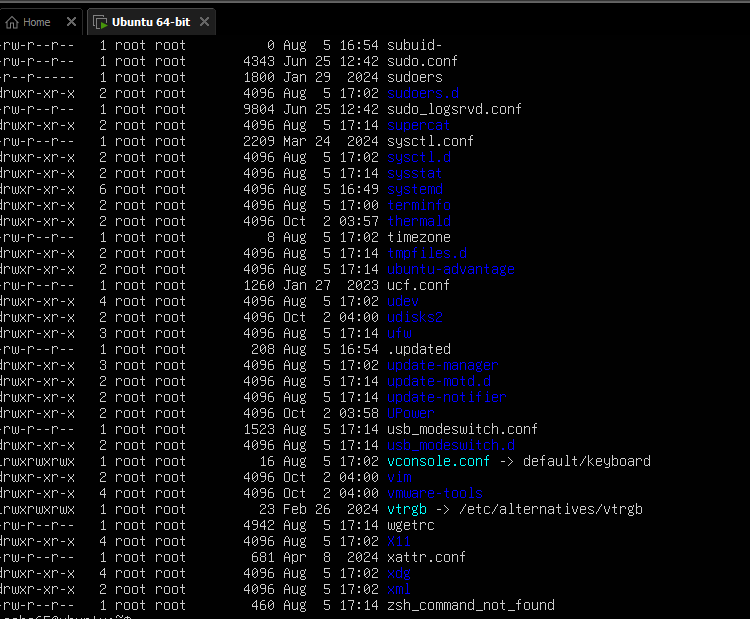 Home × Ubuntu 64-bit ×
-rw-r--r-- 1 root root 0 Aug 5 16:54 subuid-
-rw-r--r-- 1 root root 4343 Jun 25 12:42 sudo.conf
-r--r----- 1 root root 1800 Jan 29 2024 sudoers
drwxr-xr-x 2 root root 4096 Aug 5 17:02 sudoers.d
-rw-r--r-- 1 root root 9804 Jun 25 12:42 sudo_logsrvd.conf
drwxr-xr-x 2 root root 4096 Aug 5 17:14 supercat
-rw-r--r-- 1 root root 2209 Mar 24 2024 sysctl.conf
drwxr-xr-x 2 root root 4096 Aug 5 17:02 sysctl.d
drwxr-xr-x 2 root root 4096 Aug 5 17:14 sysstat
drwxr-xr-x 6 root root 4096 Aug 5 16:49 systemd
drwxr-xr-x 2 root root 4096 Aug 5 17:00 terminfo
drwxr-xr-x 2 root root 4096 Oct 2 03:57 thermald
-rw-r--r-- 1 root root 8 Aug 5 17:02 timezone
drwxr-xr-x 2 root root 4096 Aug 5 17:14 tmpfiles.d
drwxr-xr-x 2 root root 4096 Aug 5 17:14 ubuntu-advantage
-rw-r--r-- 1 root root 1260 Jan 27 2023 ucf.conf
drwxr-xr-x 4 root root 4096 Aug 5 17:02 udev
drwxr-xr-x 2 root root 4096 Oct 2 04:00 udisks2
drwxr-xr-x 3 root root 4096 Aug 5 17:14 ufw
-rw-r--r-- 1 root root 208 Aug 5 16:54 .updated
drwxr-xr-x 3 root root 4096 Aug 5 17:02 update-manager
drwxr-xr-x 2 root root 4096 Aug 5 17:14 update-motd.d
drwxr-xr-x 2 root root 4096 Aug 5 17:14 update-notifier
drwxr-xr-x 2 root root 4096 Oct 2 03:58 UPower
-rw-r--r-- 1 root root 1523 Aug 5 17:14 usb_modeswitch.conf
drwxr-xr-x 2 root root 4096 Aug 5 17:14 usb_modeswitch.d
lrwxrwxrwx 1 root root 16 Aug 5 17:02 vconsole.conf -> default/keyboard
drwxr-xr-x 2 root root 4096 Oct 2 04:00 vim
drwxr-xr-x 4 root root 4096 Oct 2 04:00 vmware-tools
lrwxrwxrwx 1 root root 23 Feb 26 2024 vtrgb -> /etc/alternatives/vtrgb
-rw-r--r-- 1 root root 4942 Aug 5 17:14 wgetrc
drwxr-xr-x 4 root root 4096 Aug 5 17:02 X11
-rw-r--r-- 1 root root 681 Apr 8 2024 xattr.conf
drwxr-xr-x 4 root root 4096 Aug 5 17:02 xdg
drwxr-xr-x 2 root root 4096 Aug 5 17:02 xml
-rw-r--r-- 1 root root 460 Aug 5 17:14 zsh_command_not_found